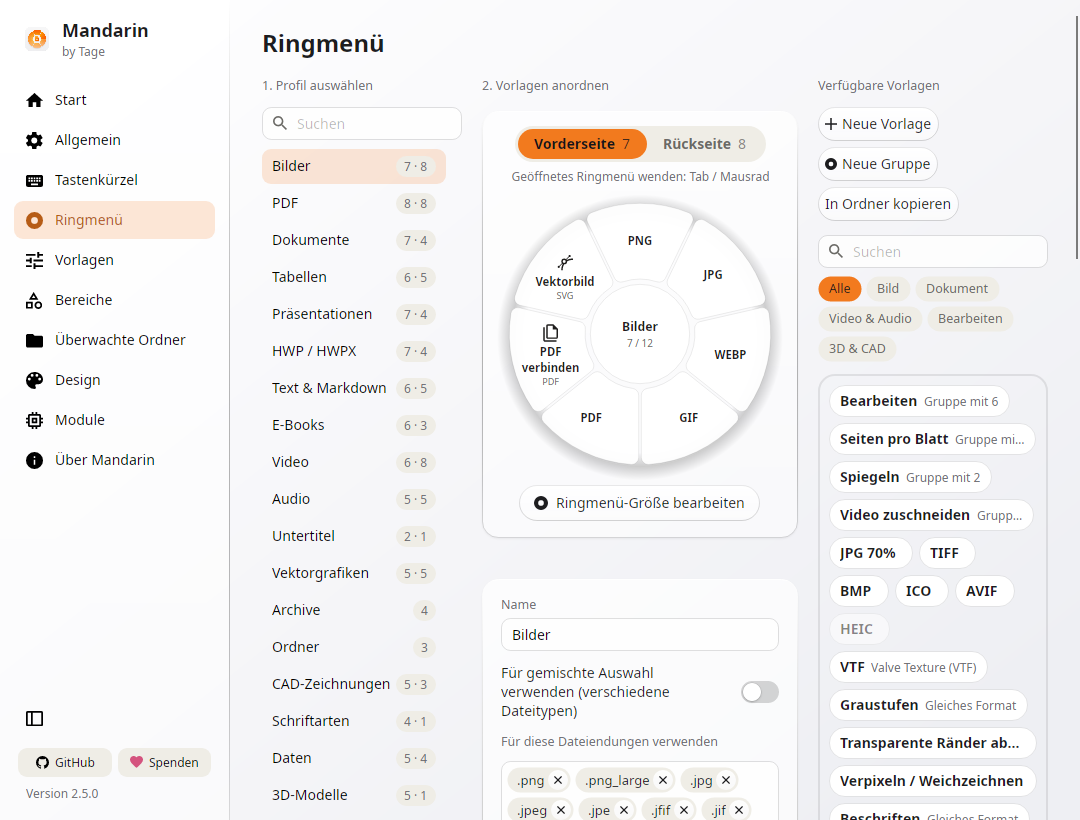 Mandarin
by Tage
Start
Allgemein
Tastenkürzel
Ringmenü
Vorlagen
Bereiche
Überwachte Ordner
Design
Module
Über Mandarin
GitHub
Spenden
Version 2.5.0
Ringmenü
1. Profil auswählen
Suchen
Bilder 7 · 8
PDF 8 · 8
Dokumente 7 · 4
Tabellen 6 · 5
Präsentationen 7 · 4
HWP / HWPX 7 · 4
Text & Markdown 6 · 5
E-Books 6 · 3
Video 6 · 8
Audio 5 · 5
Untertitel 2 · 1
Vektorgrafiken 5 · 5
Archive 4
Ordner 3
CAD-Zeichnungen 5 · 3
Schriftarten 4 · 1
Daten 5 · 4
3D-Modelle 5 · 1
2. Vorlagen anordnen
Vorderseite 7 Rückseite 8
Geöffnetes Ringmenü wenden: Tab / Mausrad
PNG
JPG
WEBP
GIF
PDF
PDF
verbinden
PDF
Vektorbild
SVG
Bilder
7 / 12
Ringmenü-Größe bearbeiten
Name
Bilder
Für gemischte Auswahl
verwenden (verschiedene
Dateitypen)
Für diese Dateiendungen verwenden
.png .png_large .jpg
.jpeg .jpe .jfif .jif
Verfügbare Vorlagen
Neue Vorlage
Neue Gruppe
In Ordner kopieren
Suchen
Alle Bild Dokument
Video & Audio Bearbeiten
3D & CAD
Bearbeiten Gruppe mit 6
Seiten pro Blatt Gruppe mi...
Spiegeln Gruppe mit 2
Video zuschneiden Grupp...
JPG 70% TIFF
BMP ICO AVIF
HEIC
VTF Valve Texture (VTF)
Graustufen Gleiches Format
Transparente Ränder ab...
Verpixeln / Weichzeichnen
Beschriften Gleiches Format